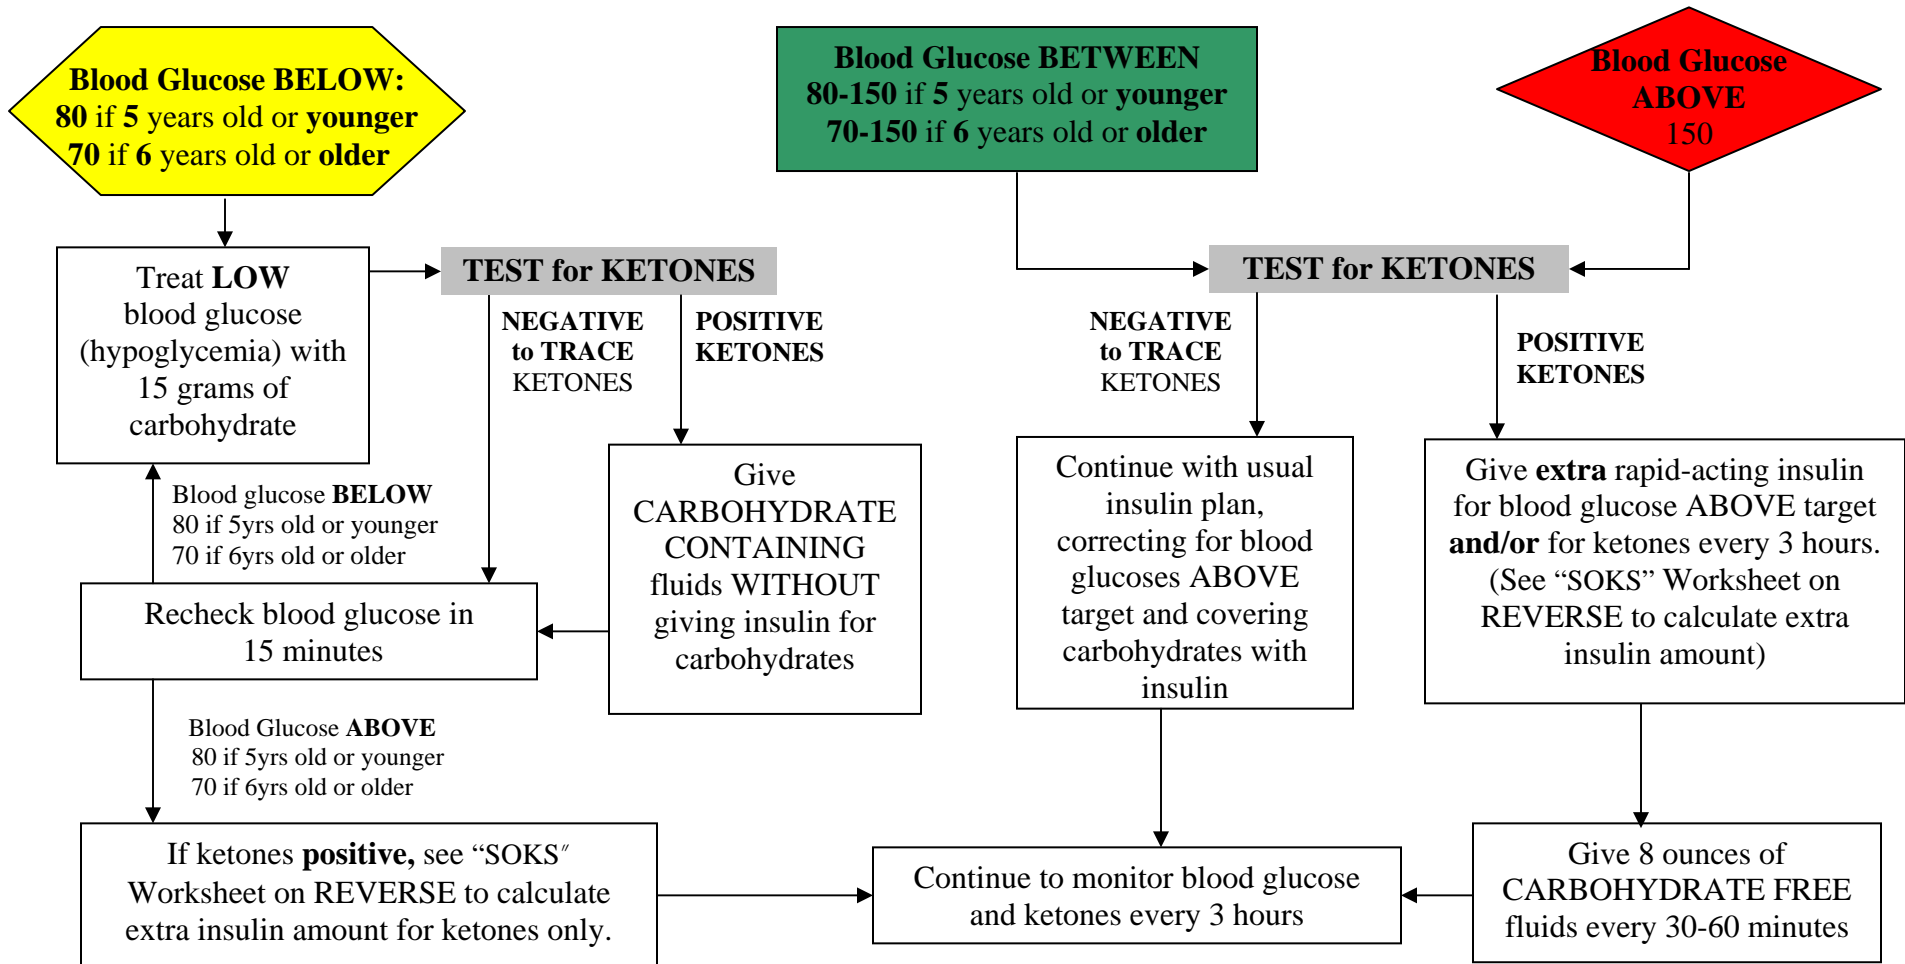 Blood Glucose BELOW:
80 if 5 years old or younger
70 if 6 years old or older
Blood Glucose BETWEEN
80-150 if 5 years old or younger
70-150 if 6 years old or older
Blood Glucose
ABOVE
150
Treat LOW
blood glucose
(hypoglycemia) with
15 grams of
carbohydrate
TEST for KETONES
NEGATIVE
to TRACE
KETONES
POSITIVE
KETONES
TEST for KETONES
NEGATIVE
to TRACE
KETONES
POSITIVE
KETONES
Give
CARBOHYDRATE
CONTAINING
fluids WITHOUT
giving insulin for
carbohydrates
Blood glucose BELOW
80 if 5yrs old or younger
70 if 6yrs old or older
Recheck blood glucose in
15 minutes
Blood Glucose ABOVE
80 if 5yrs old or younger
70 if 6yrs old or older
If ketones positive, see “SOKS″
Worksheet on REVERSE to calculate
extra insulin amount for ketones only.
Continue with usual
insulin plan,
correcting for blood
glucoses ABOVE
target and covering
carbohydrates with
insulin
Give extra rapid-acting insulin
for blood glucose ABOVE target
and/or for ketones every 3 hours.
(See “SOKS” Worksheet on
REVERSE to calculate extra
insulin amount)
Continue to monitor blood glucose
and ketones every 3 hours
Give 8 ounces of
CARBOHYDRATE FREE
fluids every 30-60 minutes